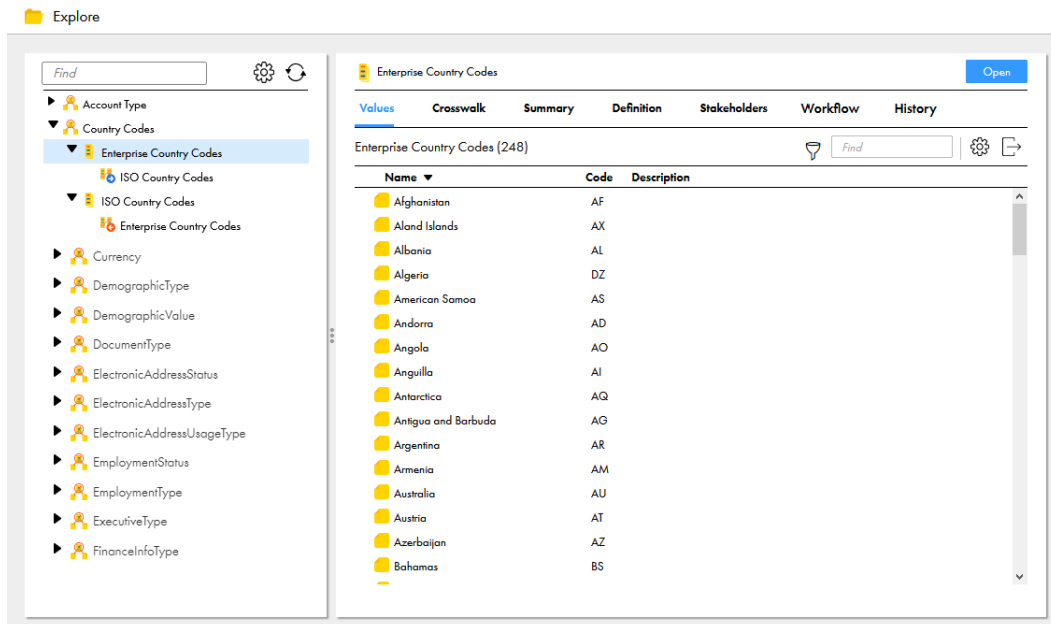 Explore
Find
Account Type
Country Codes
Enterprise Country Codes
ISO Country Codes
ISO Country Codes
Enterprise Country Codes
Currency
DemographicType
DemographicValue
DocumentType
ElectronicAddressStatus
ElectronicAddressType
ElectronicAddressUsageType
EmploymentStatus
EmploymentType
ExecutiveType
FinanceInfoType
Enterprise Country Codes Open
Values Crosswalk Summary Definition Stakeholders Workflow History
Enterprise Country Codes (248) Find
Name Code Description
Afghanistan AF
Aland Islands AX
Albania AL
Algeria DZ
American Samoa AS
Andorra AD
Angola AO
Anguilla AI
Antarctica AQ
Antigua and Barbuda AG
Argentina AR
Armenia AM
Australia AU
Austria AT
Azerbaijan AZ
Bahamas BS